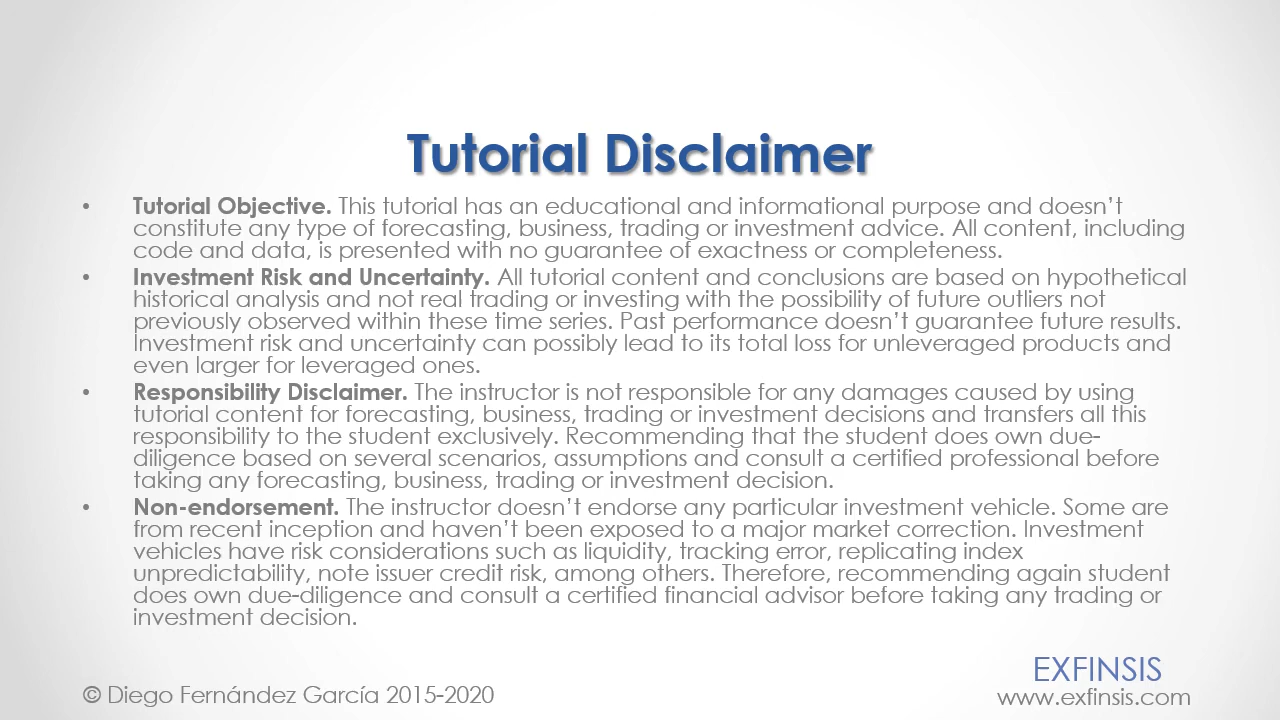 Tutorial Disclaimer
• Tutorial Objective. This tutorial has an educational and informational purpose and doesn't
constitute any type of forecasting, business, trading or investment advice. All content, including
code and data, is presented with no guarantee of exactness or completeness.
• Investment Risk and Uncertainty. All tutorial content and conclusions are based on hypothetical
historical analysis and not real trading or investing with the possibility of future outliers not
previously observed within these time series. Past performance doesn't guarantee future results.
Investment risk and uncertainty can possibly lead to its total loss for unleveraged products and
even larger for leveraged ones.
• Responsibility Disclaimer. The instructor is not responsible for any damages caused by using
tutorial content for forecasting, business, trading or investment decisions and transfers all this
responsibility to the student exclusively. Recommending that the student does own due-
diligence based on several scenarios, assumptions and consult a certified professional before
taking any forecasting, business, trading or investment decision.
• Non-endorsement. The instructor doesn't endorse any particular investment vehicle. Some are
from recent inception and haven't been exposed to a major market correction. Investment
vehicles have risk considerations such as liquidity, tracking error, replicating index
unpredictability, note issuer credit risk, among others. Therefore, recommending again student
does own due-diligence and consult a certified financial advisor before taking any trading or
investment decision.
EXFINSIS
© Diego Fernández García 2015-2020
www.exfinsis.com